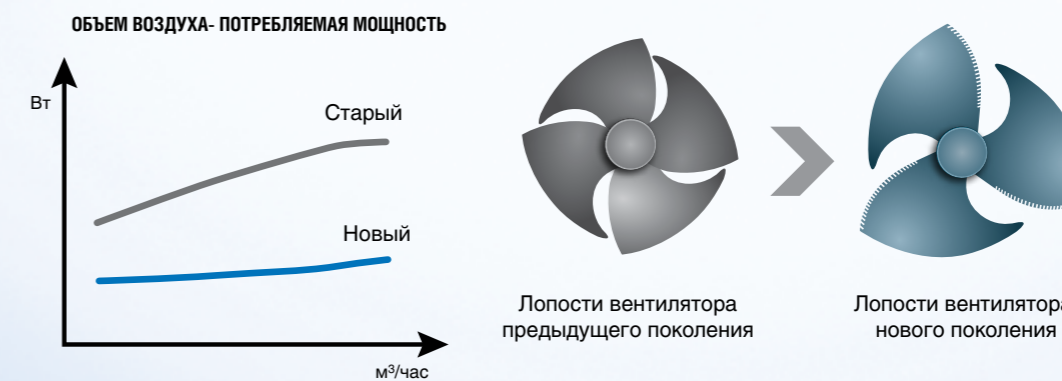 ОБЪЕМ ВОЗДУХА- ПОТРЕБЛЯЕМАЯ МОЩНОСТЬ
Вт
Старый
Новый
м³/час
Лопости вентилятора
предыдущего поколения
Лопости вентилятора
нового поколения